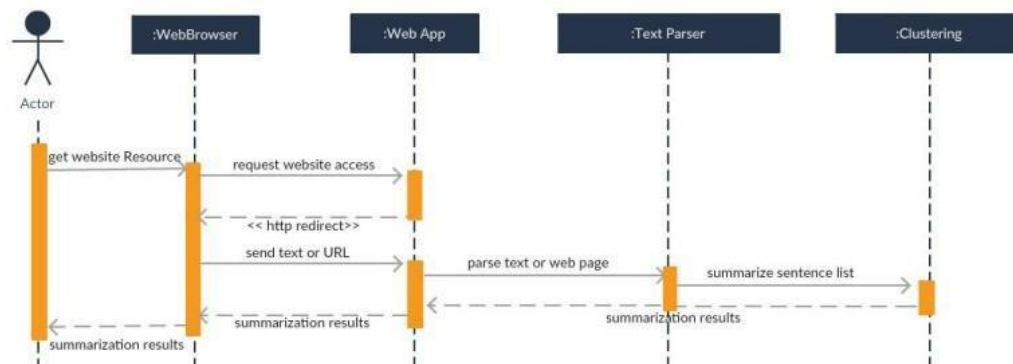 :WebBrowser
:Web App
:Text Parser
:Clustering
Actor
get website Resource
request website access
<< http redirect>>
send text or URL
parse text or web page
summarize sentence list
summarization results
summarization results
summarization results